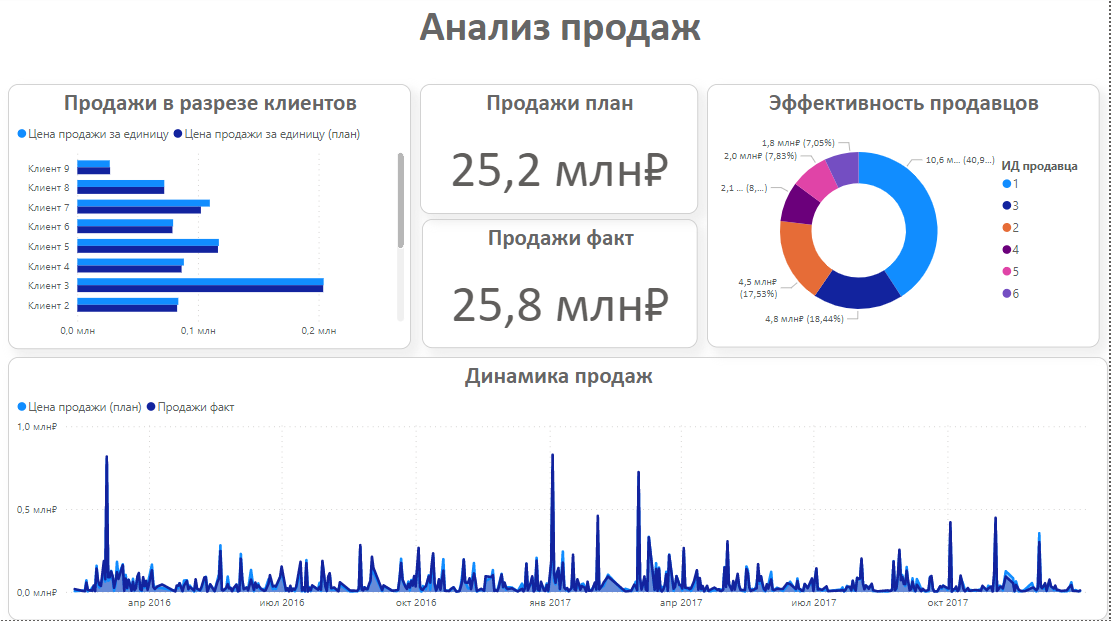 Анализ продаж
Продажи в разрезе клиентов
Цена продажи за единицу Цена продажи за единицу (план)
Клиент 9
Клиент 8
Клиент 7
Клиент 6
Клиент 5
Клиент 4
Клиент 3
Клиент 2
0,0 млн 0,1 млн 0,2 млн
Продажи план
25,2 млн₽
Продажи факт
25,8 млн₽
Эффективность продавцов
1,8 млн₽ (7,05%)
2,0 млн₽ (7,83%)
2,1 ... (8,...)
4,5 млн₽
(17,53%)
4,8 млн₽ (18,44%)
10,6 м... (40,9...)
ИД продавца
1
3
2
4
5
6
Динамика продаж
Цена продажи (план) Продажи факт
1,0 млн₽
0,5 млн₽
0,0 млн₽
апр 2016 июл 2016 окт 2016 янв 2017 апр 2017 июл 2017 окт 2017